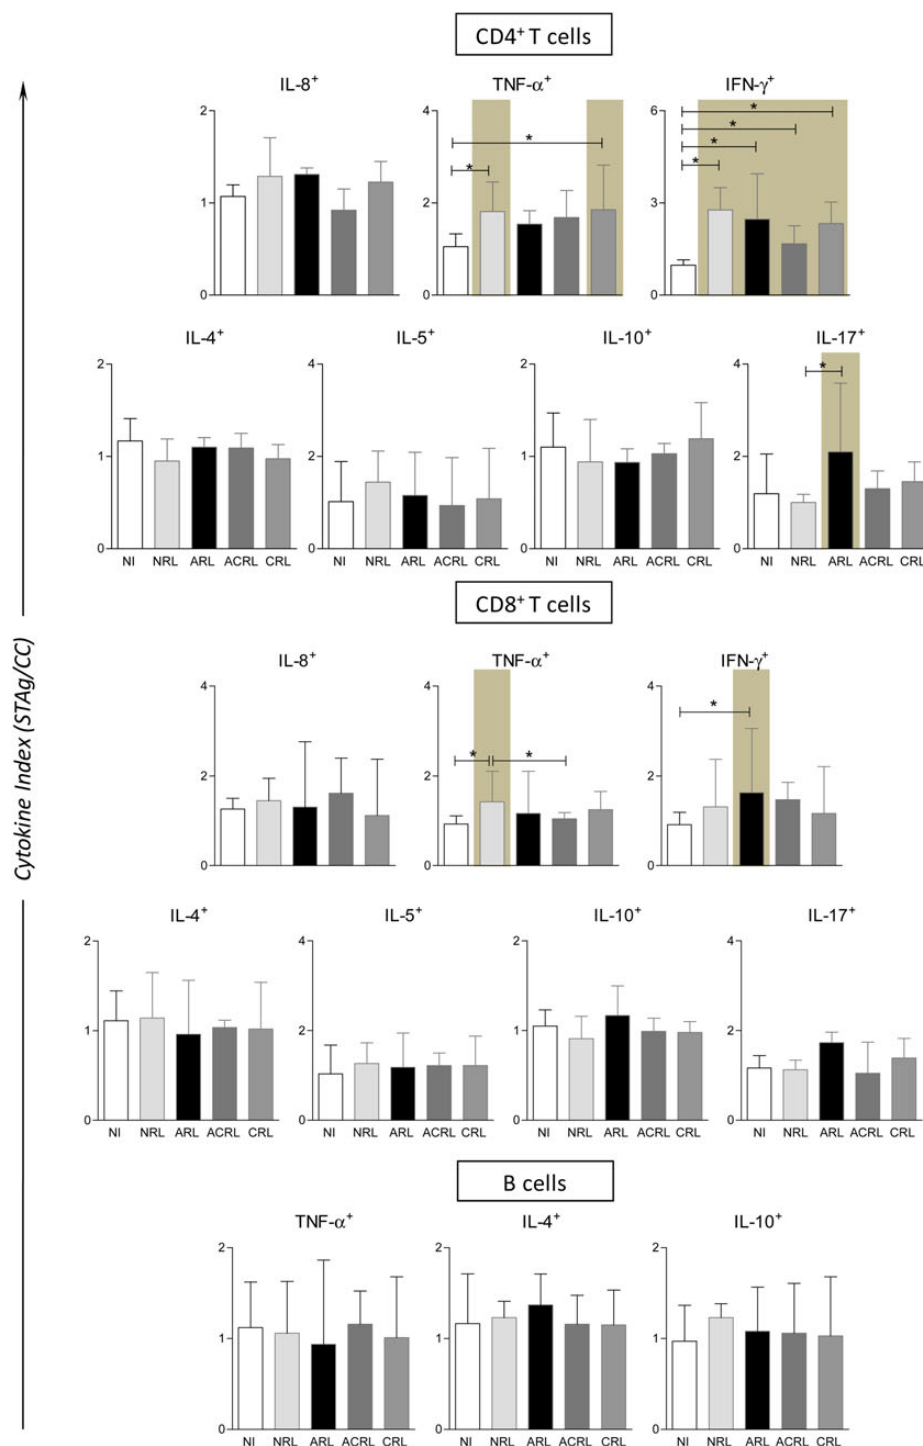 CD4⁺ T cells
IL-8⁺ TNF-α⁺ IFN-γ⁺
2 4 6
* * * * * *
1 2 3
0 0 0
IL-4⁺ IL-5⁺ IL-10⁺ IL-17⁺
2 4 2 4
*
1 2 1 2
0 0 0 0
NI NRL ARL ACRL CRL NI NRL ARL ACRL CRL NI NRL ARL ACRL CRL NI NRL ARL ACRL CRL
CD8⁺ T cells
Cytokine Index (STAg/CC)
IL-8⁺ TNF-α⁺ IFN-γ⁺
4 4 4
* * *
2 2 2
0 0 0
IL-4⁺ IL-5⁺ IL-10⁺ IL-17⁺
2 4 2 4
1 2 1 2
0 0 0 0
NI NRL ARL ACRL CRL NI NRL ARL ACRL CRL NI NRL ARL ACRL CRL NI NRL ARL ACRL CRL
B cells
TNF-α⁺ IL-4⁺ IL-10⁺
2 2 2
1 1 1
0 0 0
NI NRL ARL ACRL CRL NI NRL ARL ACRL CRL NI NRL ARL ACRL CRL